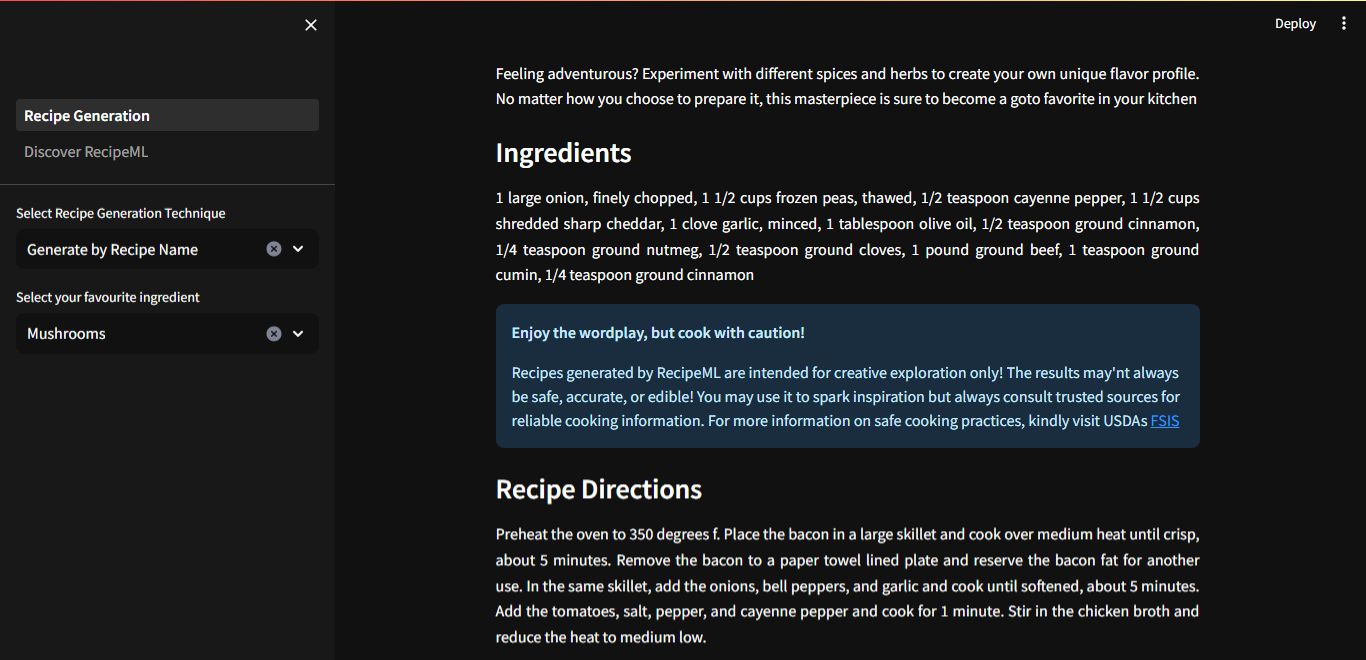 Deploy
Recipe Generation
Discover RecipeML
Select Recipe Generation Technique
Generate by Recipe Name
Select your favourite ingredient
Mushrooms
Feeling adventurous? Experiment with different spices and herbs to create your own unique flavor profile.
No matter how you choose to prepare it, this masterpiece is sure to become a goto favorite in your kitchen
Ingredients
1 large onion, finely chopped, 1 1/2 cups frozen peas, thawed, 1/2 teaspoon cayenne pepper, 1 1/2 cups
shredded sharp cheddar, 1 clove garlic, minced, 1 tablespoon olive oil, 1/2 teaspoon ground cinnamon,
1/4 teaspoon ground nutmeg, 1/2 teaspoon ground cloves, 1 pound ground beef, 1 teaspoon ground
cumin, 1/4 teaspoon ground cinnamon
Enjoy the wordplay, but cook with caution!
Recipes generated by RecipeML are intended for creative exploration only! The results may'nt always
be safe, accurate, or edible! You may use it to spark inspiration but always consult trusted sources for
reliable cooking information. For more information on safe cooking practices, kindly visit USDAs FSIS
Recipe Directions
Preheat the oven to 350 degrees f. Place the bacon in a large skillet and cook over medium heat until crisp,
about 5 minutes. Remove the bacon to a paper towel lined plate and reserve the bacon fat for another
use. In the same skillet, add the onions, bell peppers, and garlic and cook until softened, about 5 minutes.
Add the tomatoes, salt, pepper, and cayenne pepper and cook for 1 minute. Stir in the chicken broth and
reduce the heat to medium low.